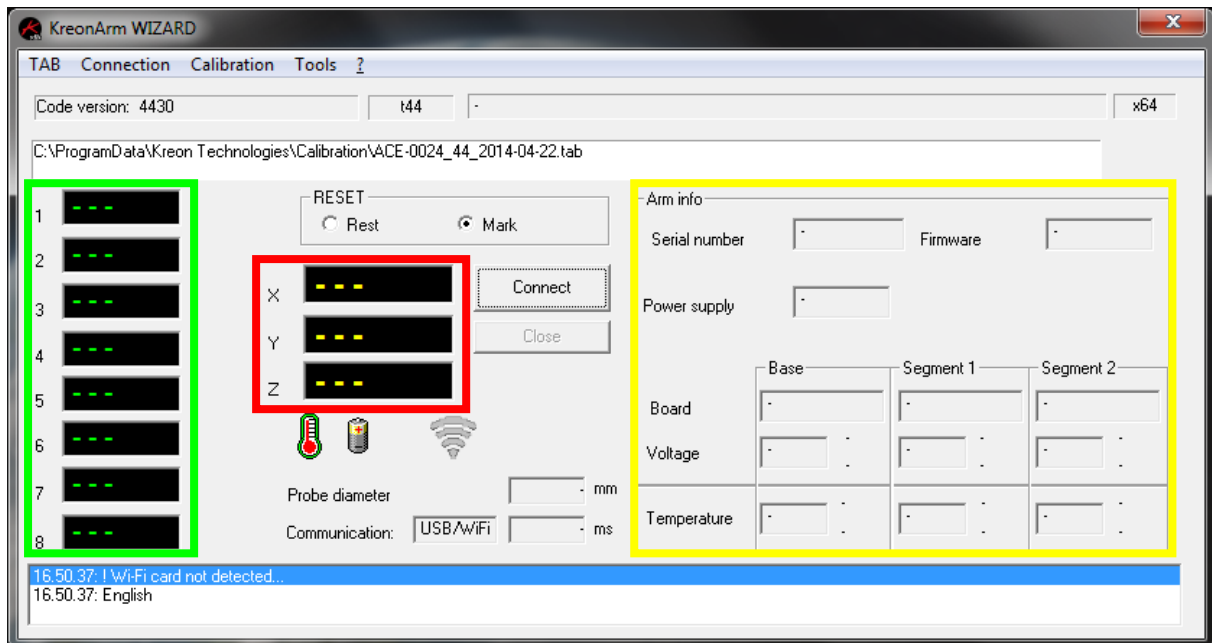 KreonArm WIZARD
TAB Connection Calibration Tools ?
Code version: 4430 t44 - x64
C:\ProgramData\Kreon Technologies\Calibration\ACE-0024_44_2014-04-22.tab
1 ---
2 ---
3 ---
4 ---
5 ---
6 ---
7 ---
8 ---
RESET
Rest Mark
X ---
Y ---
Z ---
Connect
Close
Probe diameter - mm
Communication: USB/WiFi - ms
Arm info
Serial number - Firmware -
Power supply -
Base Segment 1 Segment 2
Board - - -
Voltage - - - - - - - - -
Temperature - - - - - - - - -
16.50.37: ! Wi-Fi card not detected...
16.50.37: English